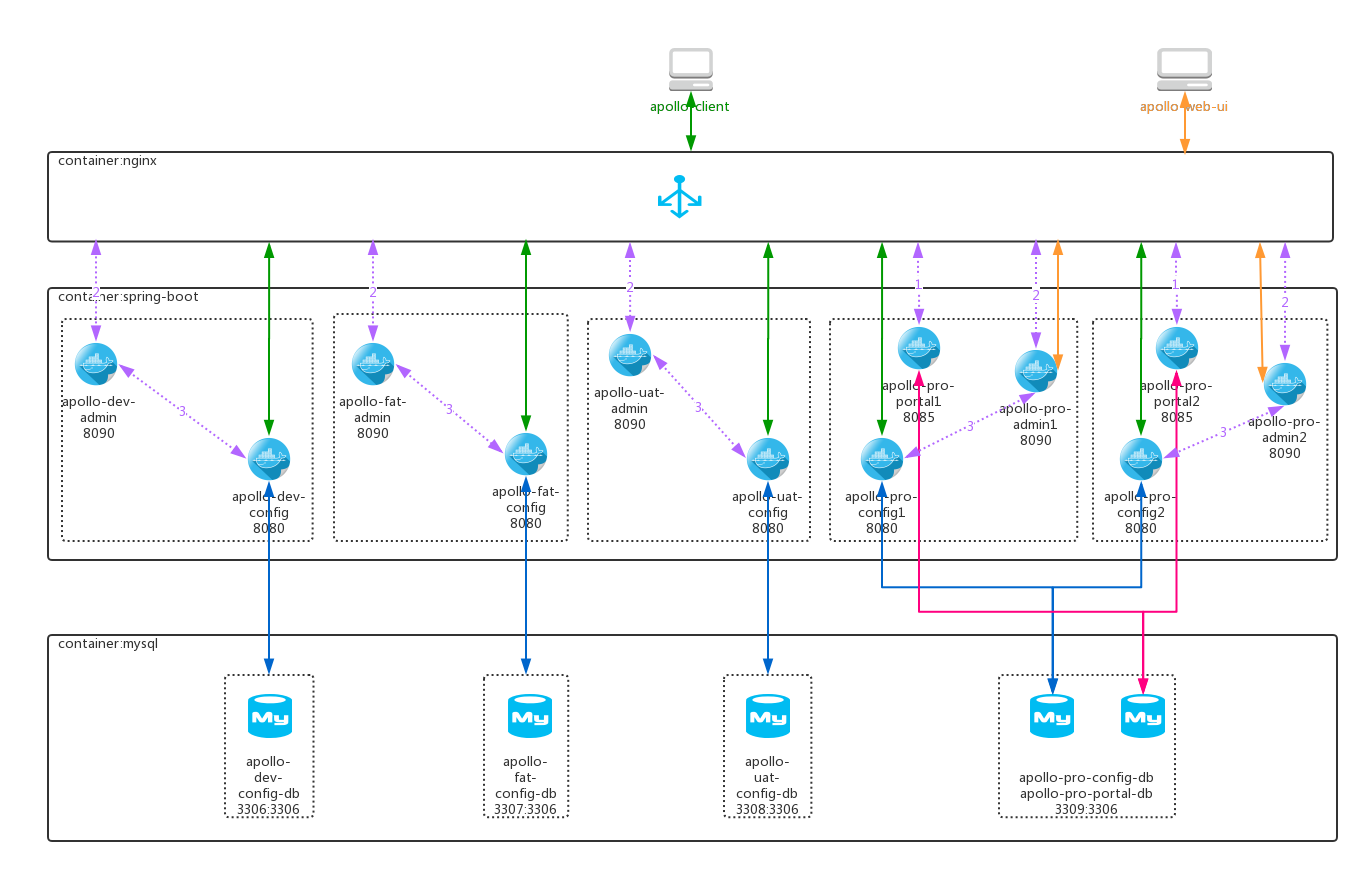 apollo-client
apollo-web-ui
container:nginx
container:spring-boot
2
2
2
1
2
1
2
apollo-dev-
admin
8090
3
apollo-dev-
config
8080
apollo-fat-
admin
8090
3
apollo-fat-
config
8080
apollo-uat-
admin
8090
3
apollo-uat-
config
8080
apollo-pro-
portal1
8085
apollo-pro-
admin1
8090
3
apollo-pro-
config1
8080
apollo-pro-
portal2
8085
apollo-pro-
admin2
8090
3
apollo-pro-
config2
8080
container:mysql
My
apollo-
dev-
config-db
3306:3306
My
apollo-
fat-
config-db
3307:3306
My
apollo-
uat-
config-db
3308:3306
My
My
apollo-pro-config-db
apollo-pro-portal-db
3309:3306